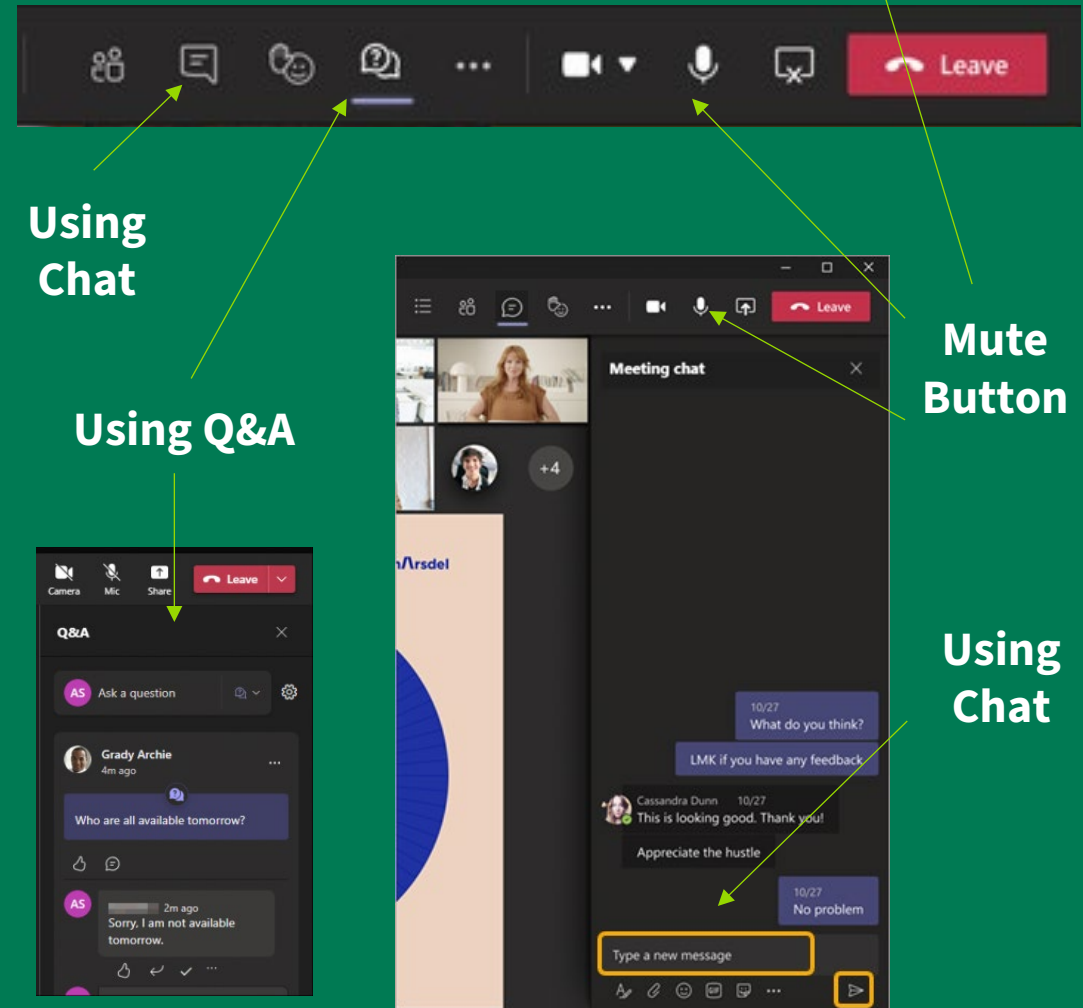 Leave
Using
Chat
Using Q&A
Mute
Button
Using
Chat
Leave
Meeting chat
+4
10/27
What do you think?
LMK if you have any feedback
Cassandra Dunn 10/27
This is looking good. Thank you!
Appreciate the hustle
10/27
No problem
Type a new message
GIF
Camera Mic Share Leave
Q&A
AS Ask a question
Grady Archie
4m ago
Who are all available tomorrow?
AS 2m ago
Sorry, I am not available
tomorrow.